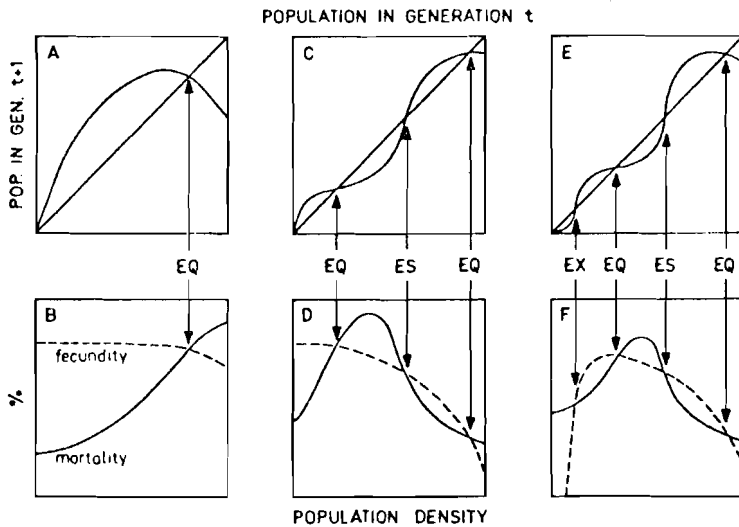 POPULATION IN GENERATION t
A
C
E
POP. IN GEN. t+1
EQ
EQ ES EQ
EX EQ ES EQ
B
D
F
fecundity
mortality
%
POPULATION DENSITY